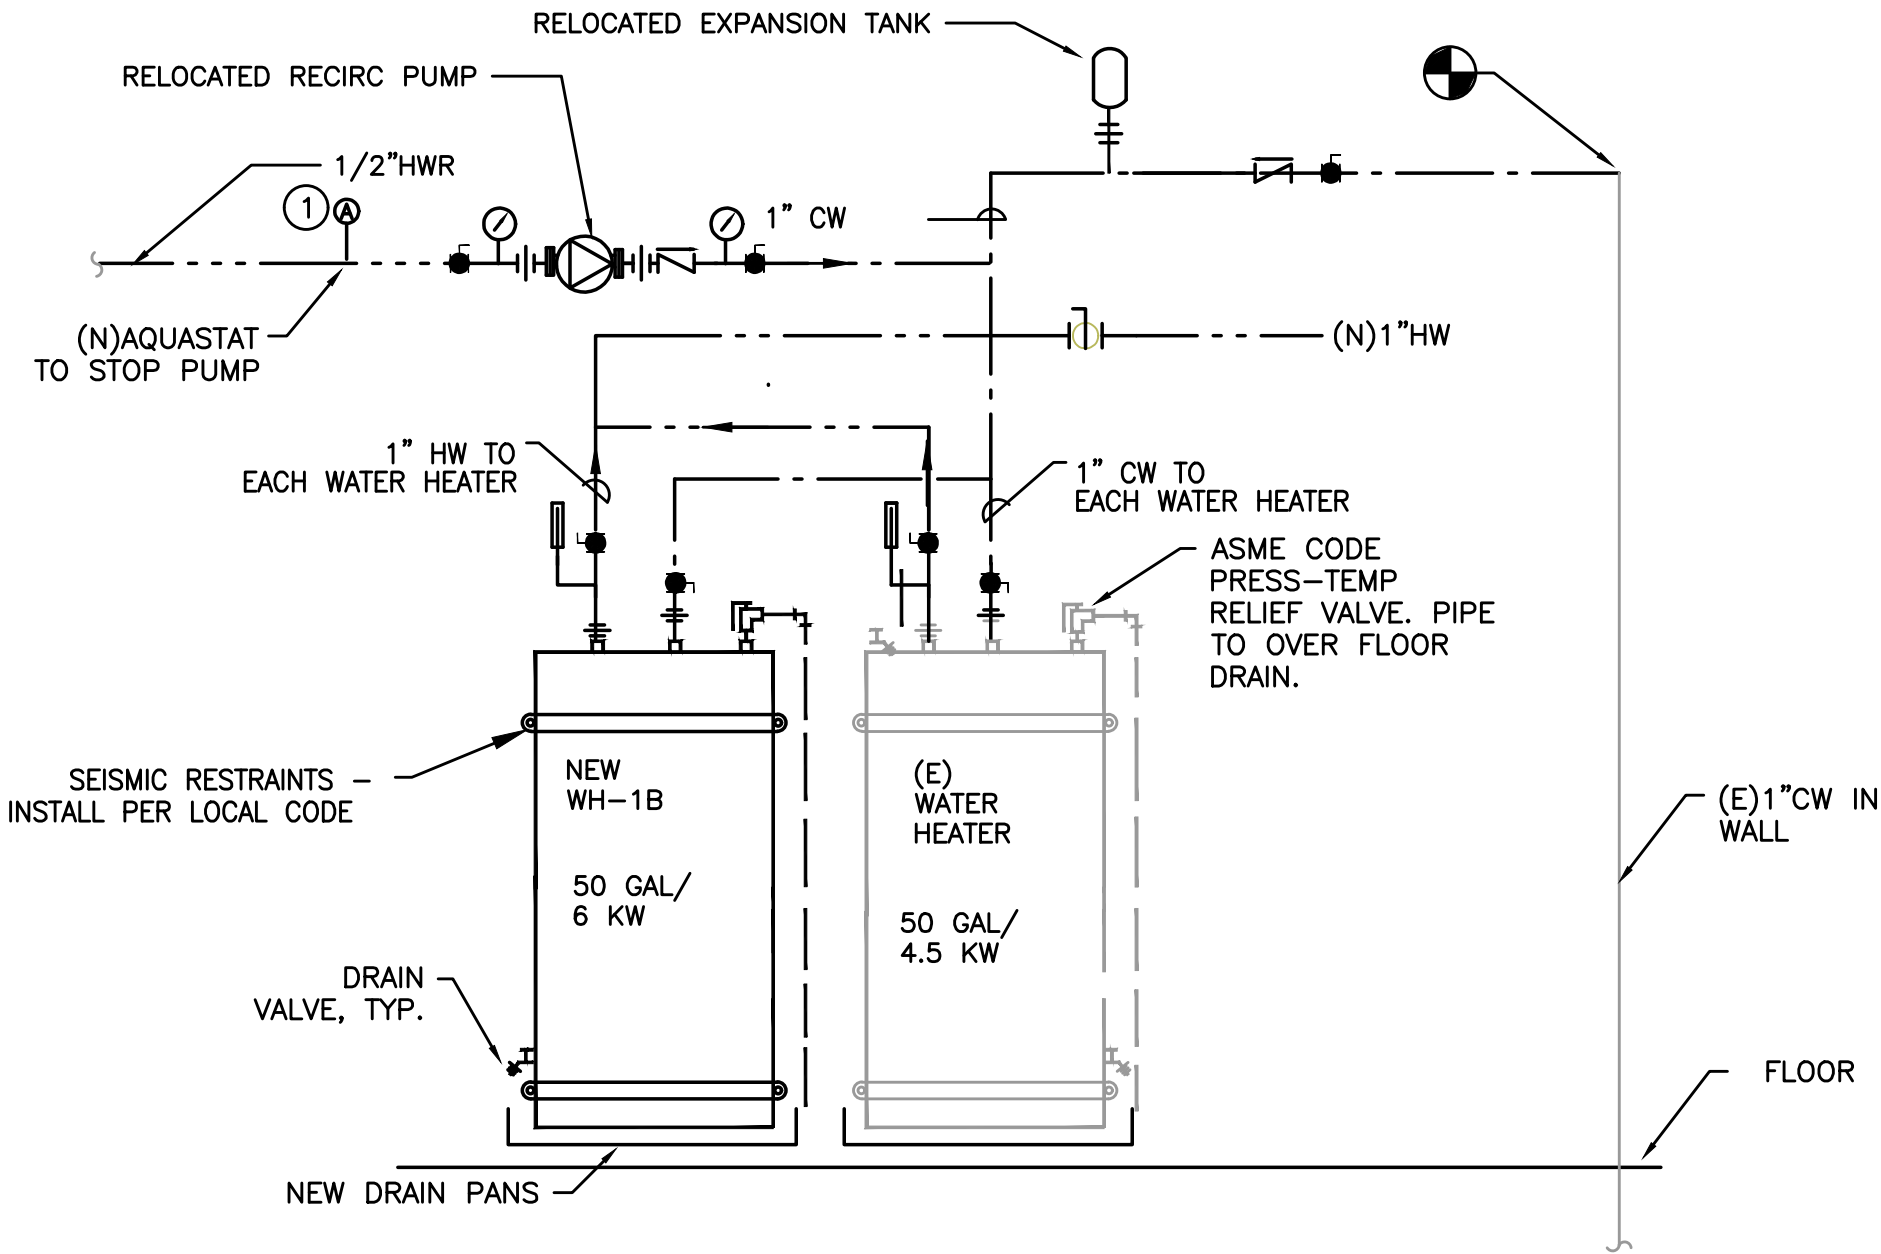 RELOCATED EXPANSION TANK
RELOCATED RECIRC PUMP
1/2"HWR
1
A
1" CW
(N)AQUASTAT
TO STOP PUMP
(N)1"HW
1" HW TO
EACH WATER HEATER
1" CW TO
EACH WATER HEATER
ASME CODE
PRESS-TEMP
RELIEF VALVE. PIPE
TO OVER FLOOR
DRAIN.
SEISMIC RESTRAINTS -
INSTALL PER LOCAL CODE
NEW
WH-1B
50 GAL/
6 KW
(E)
WATER
HEATER
50 GAL/
4.5 KW
(E)1"CW IN
WALL
DRAIN
VALVE, TYP.
FLOOR
NEW DRAIN PANS